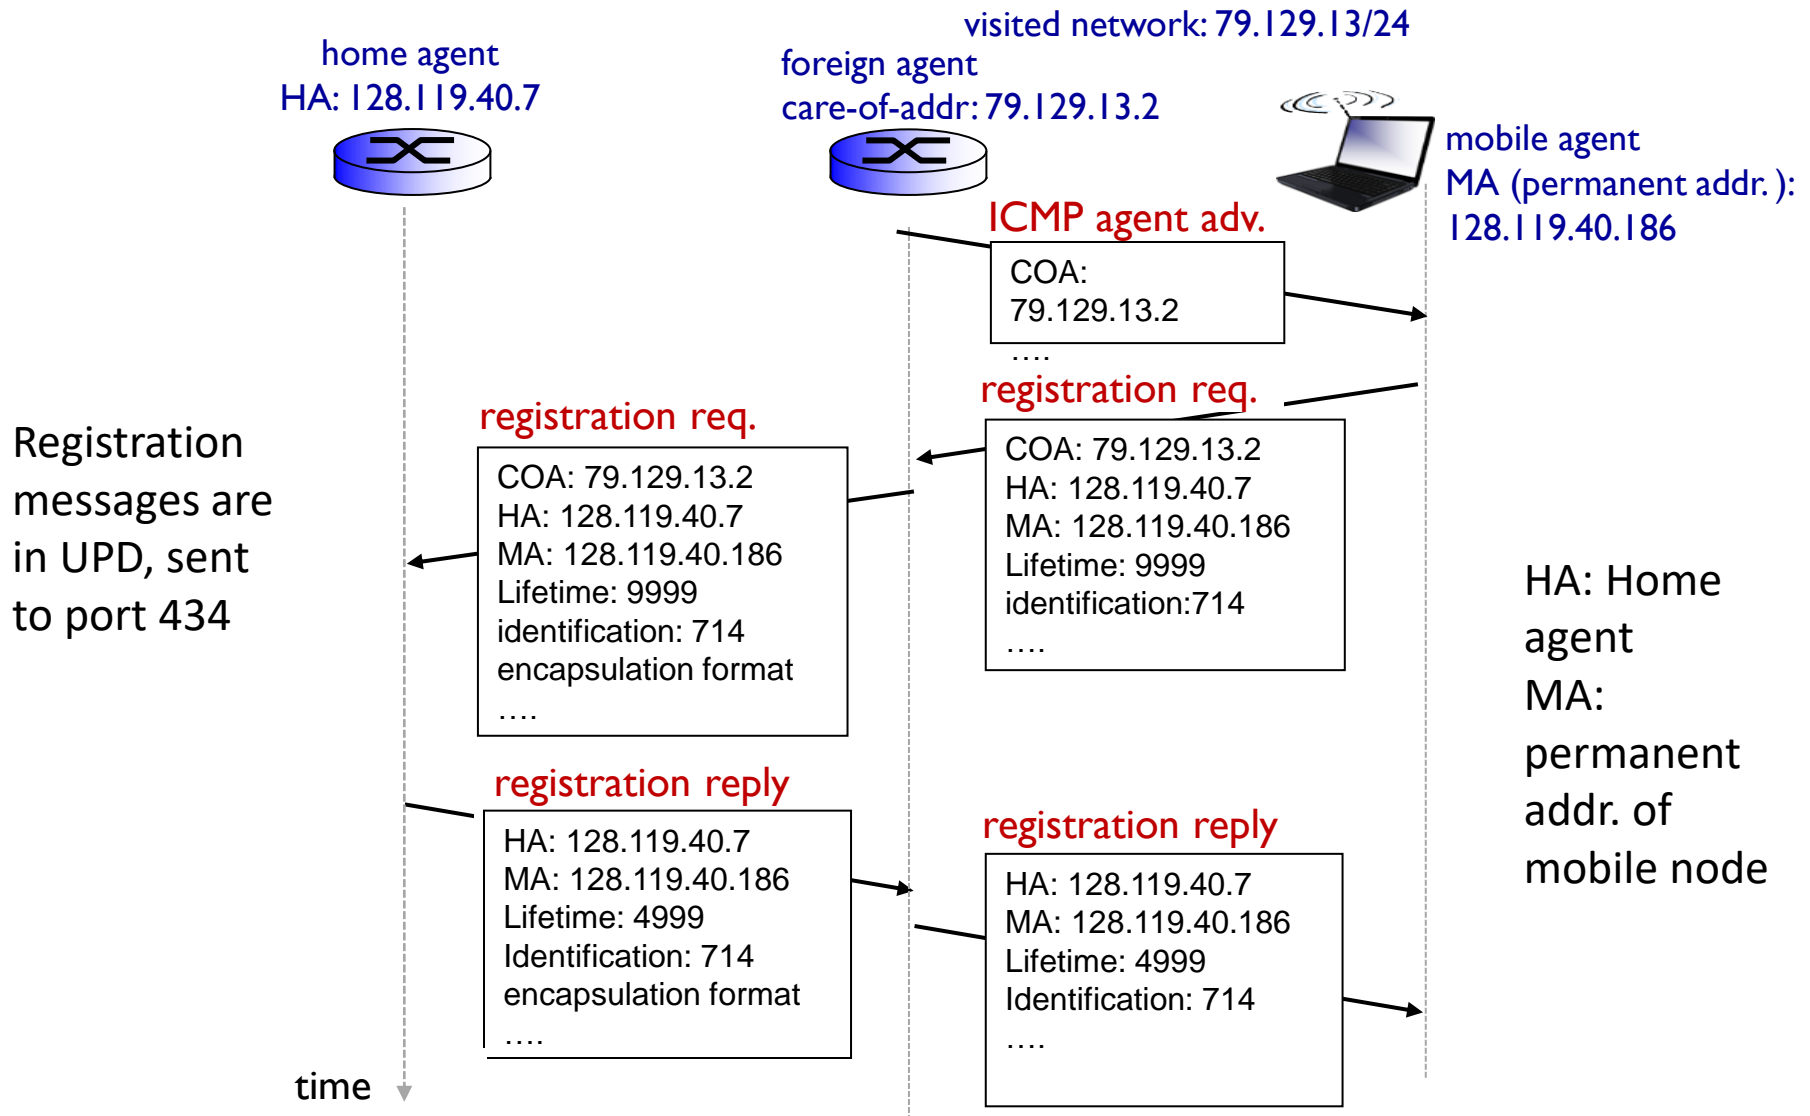 visited network: 79.129.13/24
home agent
HA: 128.119.40.7
foreign agent
care-of-addr: 79.129.13.2
mobile agent
MA (permanent addr. ):
128.119.40.186
ICMP agent adv.
COA:
79.129.13.2
….
registration req.
COA: 79.129.13.2
HA: 128.119.40.7
MA: 128.119.40.186
Lifetime: 9999
identification:714
….
registration req.
COA: 79.129.13.2
HA: 128.119.40.7
MA: 128.119.40.186
Lifetime: 9999
identification: 714
encapsulation format
….
Registration
messages are
in UPD, sent
to port 434
HA: Home
agent
MA:
permanent
addr. of
mobile node
registration reply
HA: 128.119.40.7
MA: 128.119.40.186
Lifetime: 4999
Identification: 714
encapsulation format
….
registration reply
HA: 128.119.40.7
MA: 128.119.40.186
Lifetime: 4999
Identification: 714
….
time